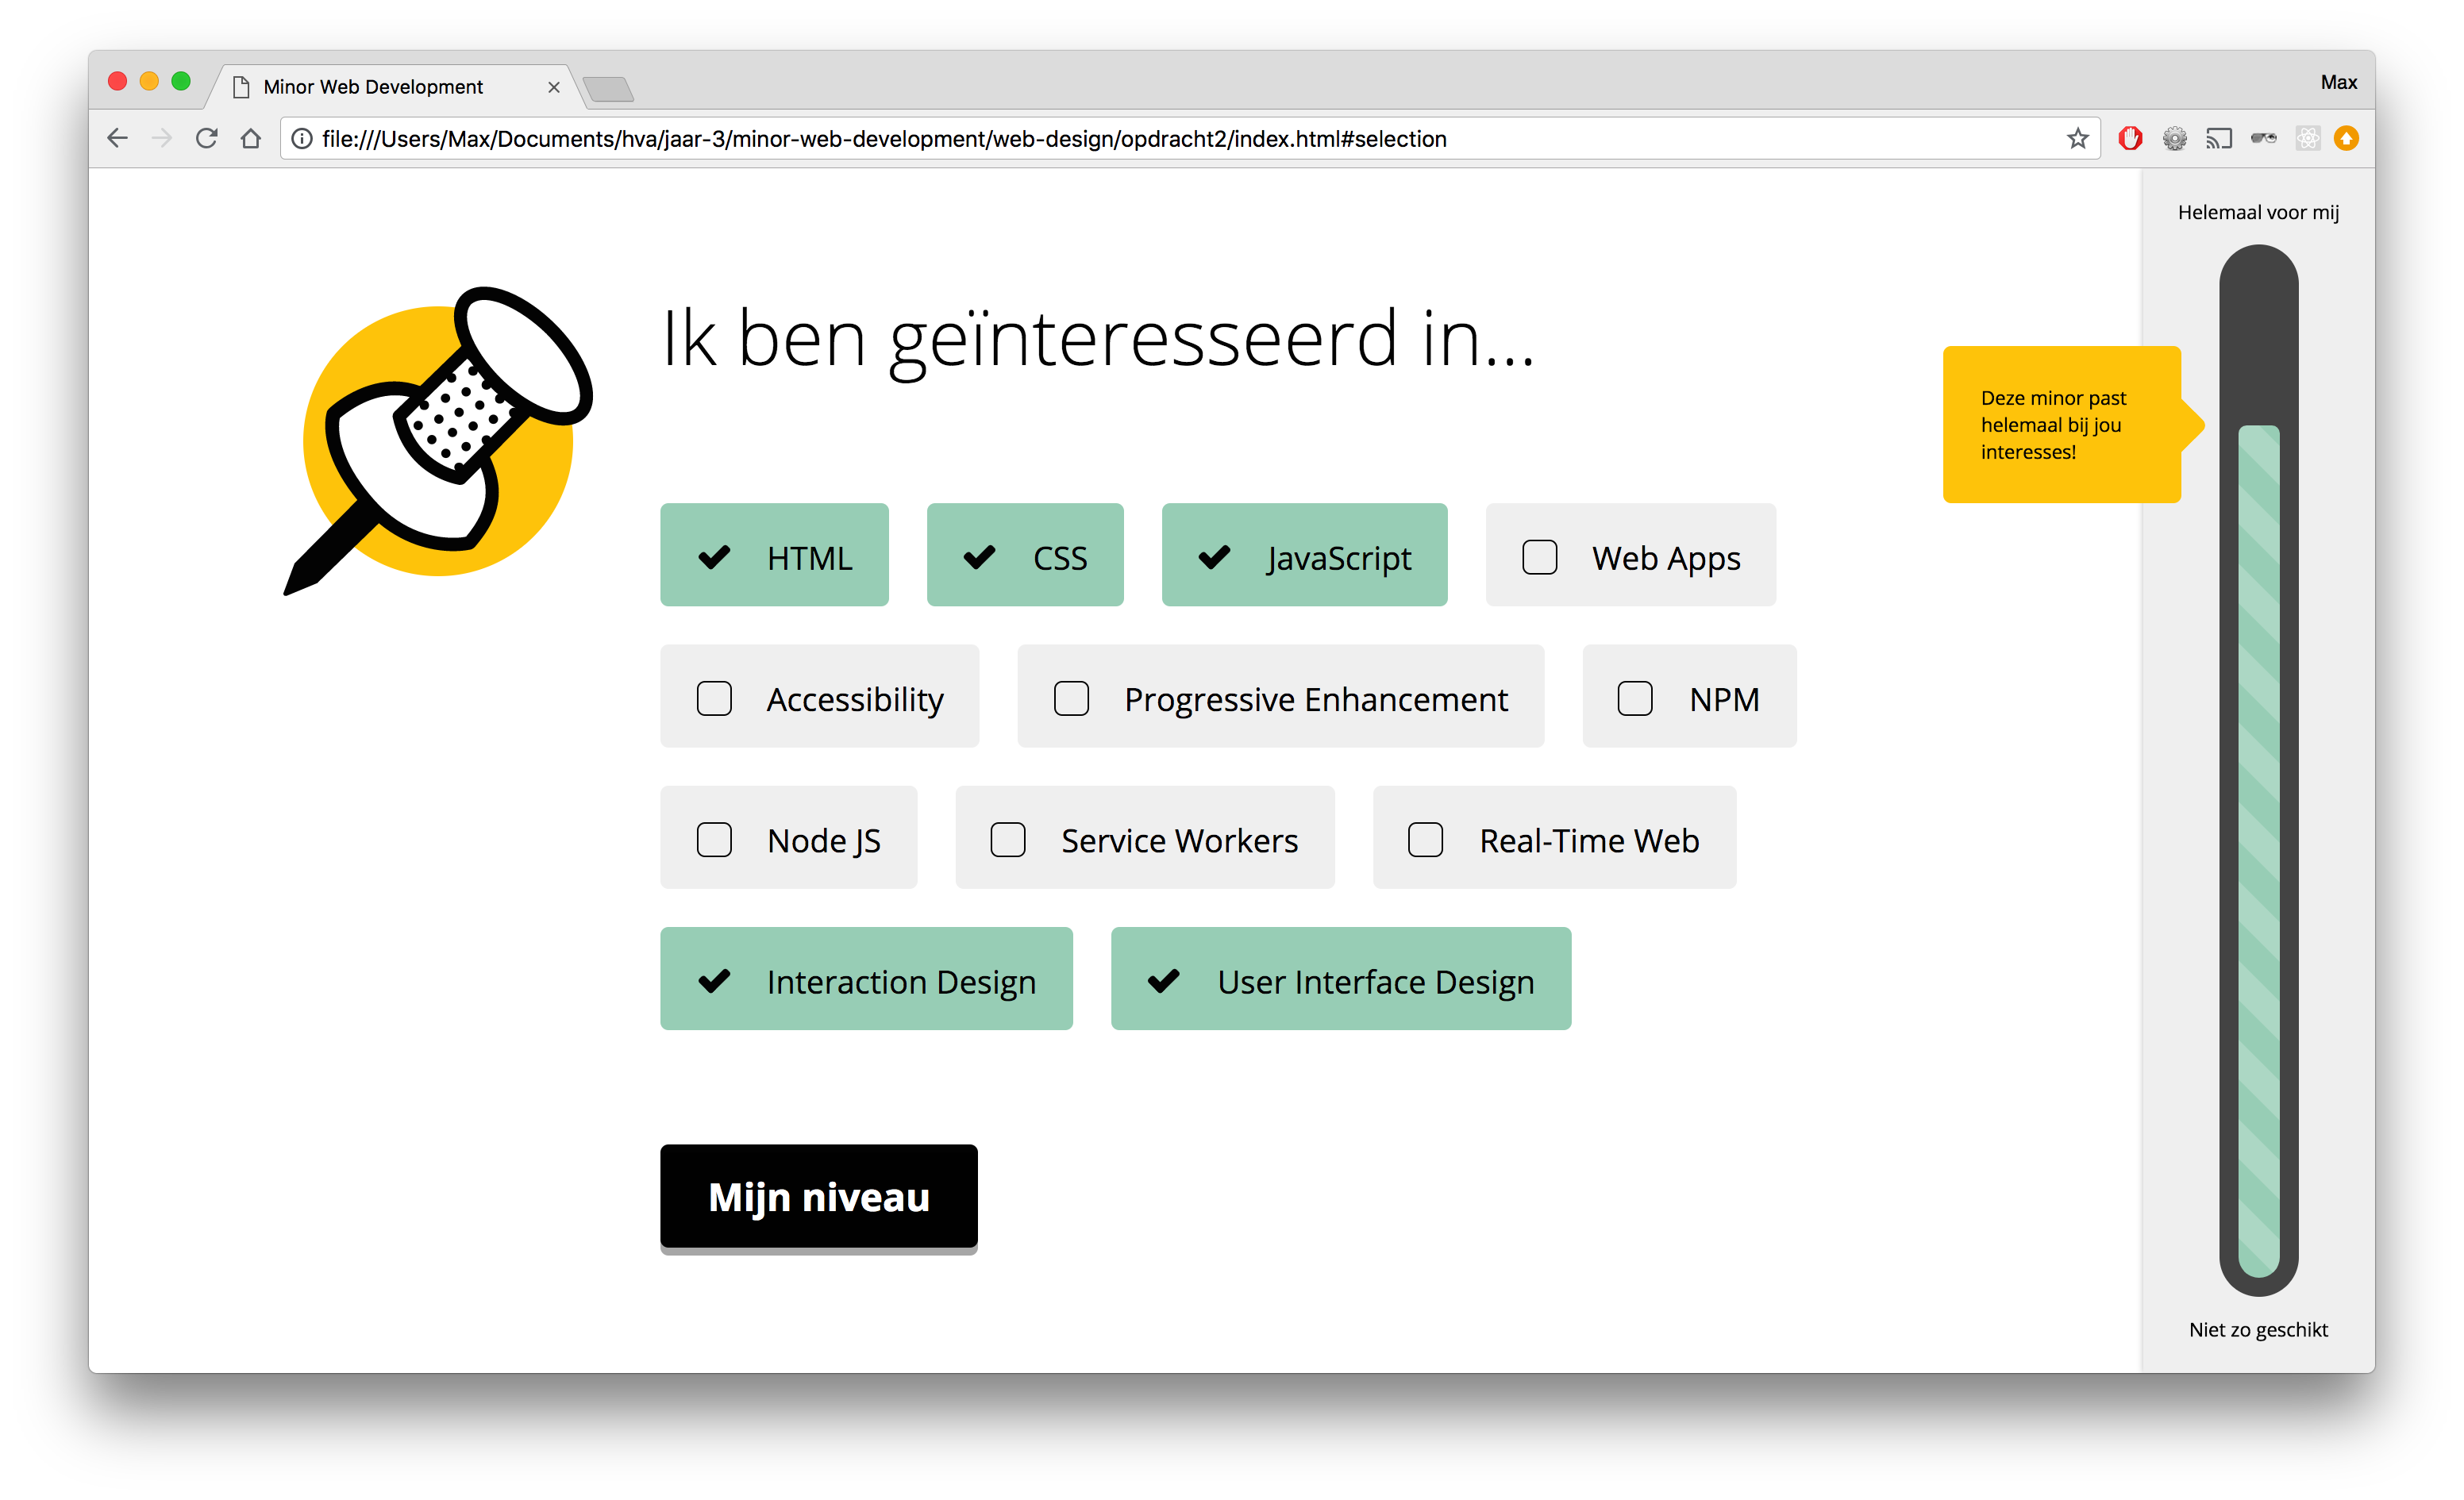 Minor Web Development
Max
file:///Users/Max/Documents/hva/jaar-3/minor-web-development/web-design/opdracht2/index.html#selection
Helemaal voor mij
Ik ben geïnteresseerd in...
Deze minor past
helemaal bij jou
interesses!
HTML
CSS
JavaScript
Web Apps
Accessibility
Progressive Enhancement
NPM
Node JS
Service Workers
Real-Time Web
Interaction Design
User Interface Design
Mijn niveau
Niet zo geschikt